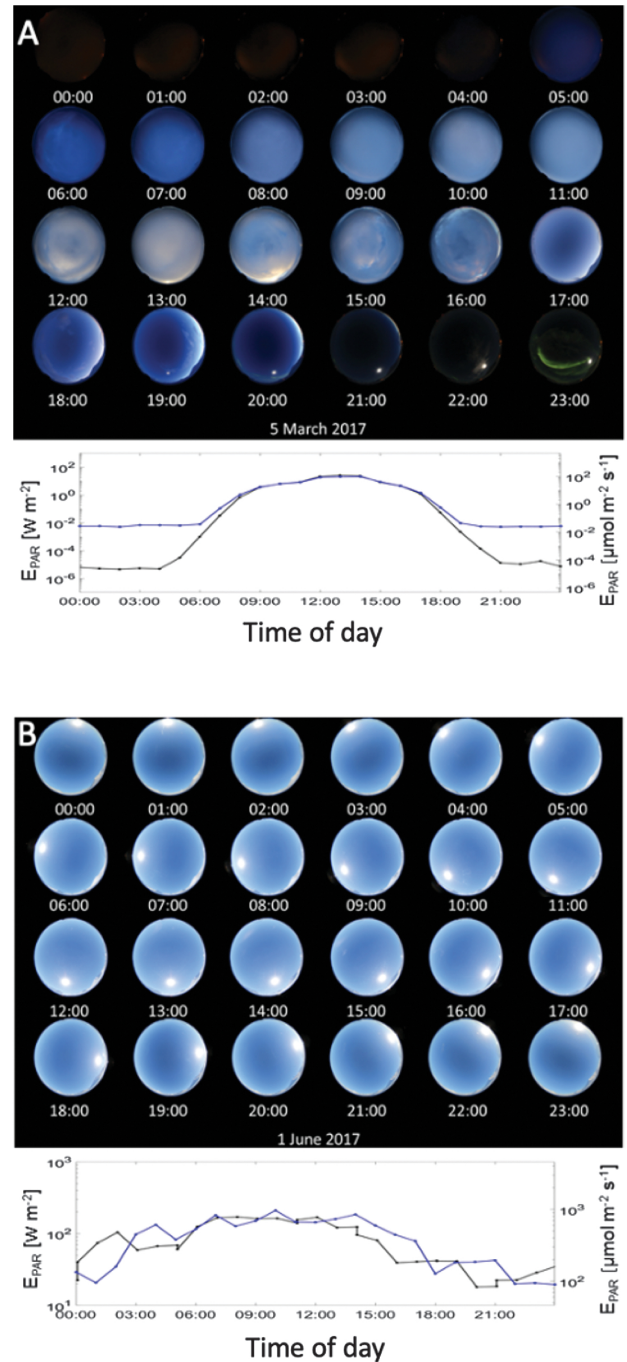 A
00:00 01:00 02:00 03:00 04:00 05:00
06:00 07:00 08:00 09:00 10:00 11:00
12:00 13:00 14:00 15:00 16:00 17:00
18:00 19:00 20:00 21:00 22:00 23:00
5 March 2017
E_PAR [W m⁻²]
10² 10⁰ 10⁻² 10⁻⁴ 10⁻⁶
10² 10⁰ 10⁻² 10⁻⁴ 10⁻⁶
E_PAR [µmol m⁻² s⁻¹]
00:00 03:00 06:00 09:00 12:00 15:00 18:00 21:00
Time of day
B
00:00 01:00 02:00 03:00 04:00 05:00
06:00 07:00 08:00 09:00 10:00 11:00
12:00 13:00 14:00 15:00 16:00 17:00
18:00 19:00 20:00 21:00 22:00 23:00
1 June 2017
E_PAR [W m⁻²]
10³ 10² 10¹
10³ 10²
E_PAR [µmol m⁻² s⁻¹]
00:00 03:00 06:00 09:00 12:00 15:00 18:00 21:00
Time of day